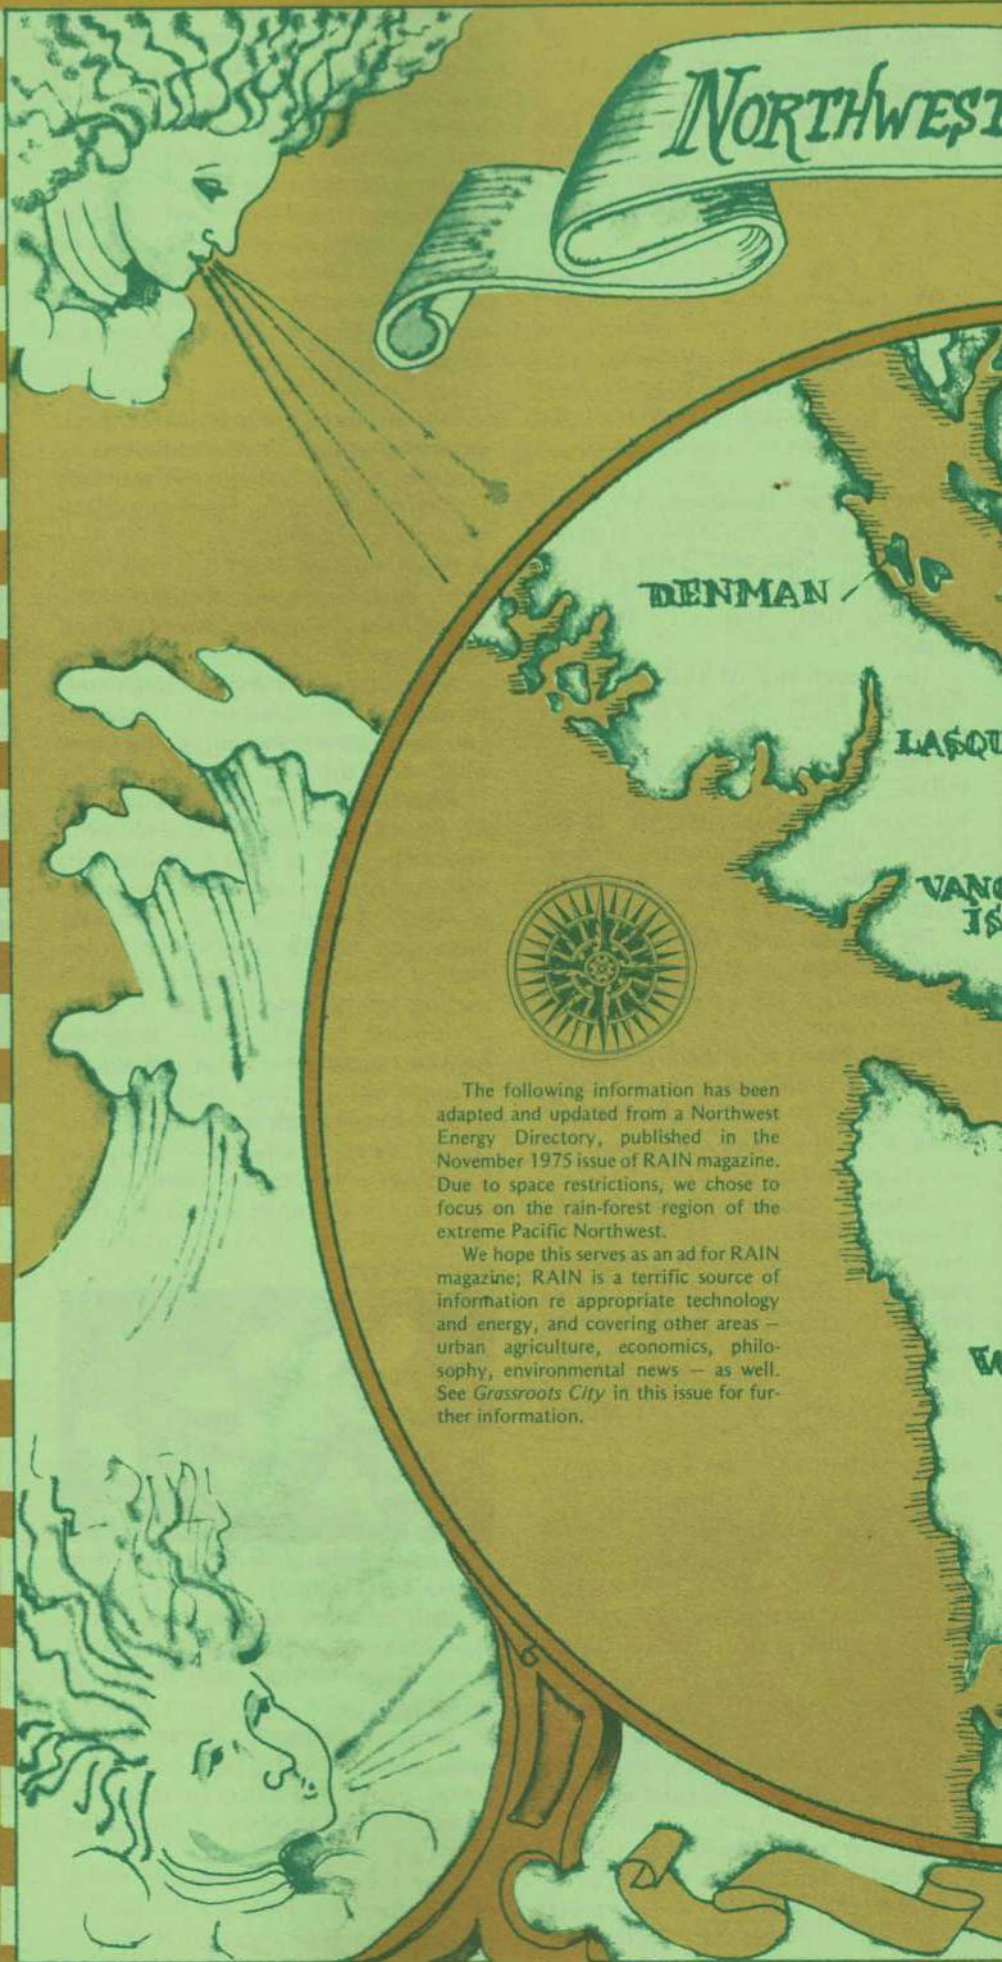 NORTHWEST
DENMAN
The following information has been
adapted and updated from a Northwest
Energy Directory, published in the
November 1975 issue of RAIN magazine.
Due to space restrictions, we chose to
focus on the rain-forest region of the
extreme Pacific Northwest.
We hope this serves as an ad for RAIN
magazine; RAIN is a terrific source of
information re appropriate technology
and energy, and covering other areas —
urban agriculture, economics, philo-
sophy, environmental news — as well.
See Grassroots City in this issue for fur-
ther information.